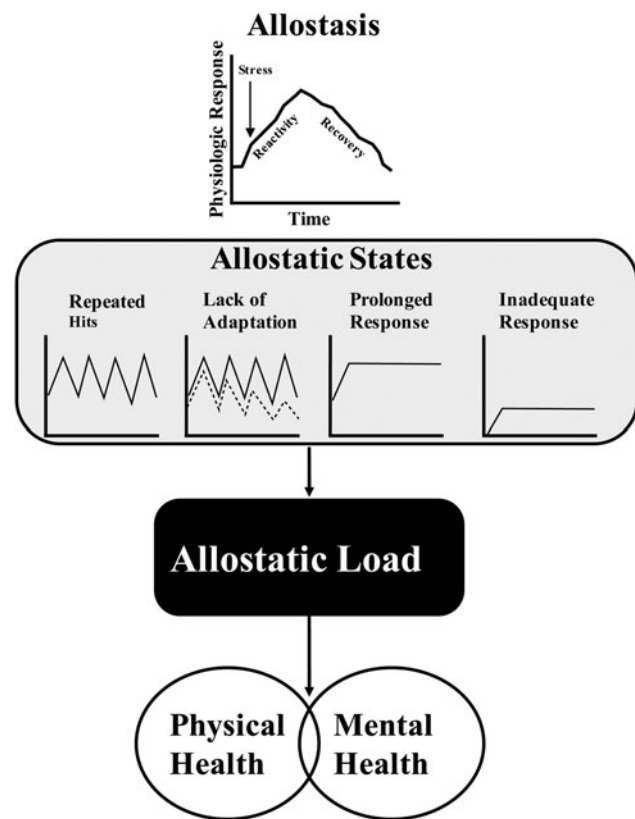 Allostasis
Physiologic Response
Stress
Reactivity
Recovery
Time
Allostatic States
Repeated
Hits
Lack of
Adaptation
Prolonged
Response
Inadequate
Response
Allostatic Load
Physical
Health
Mental
Health